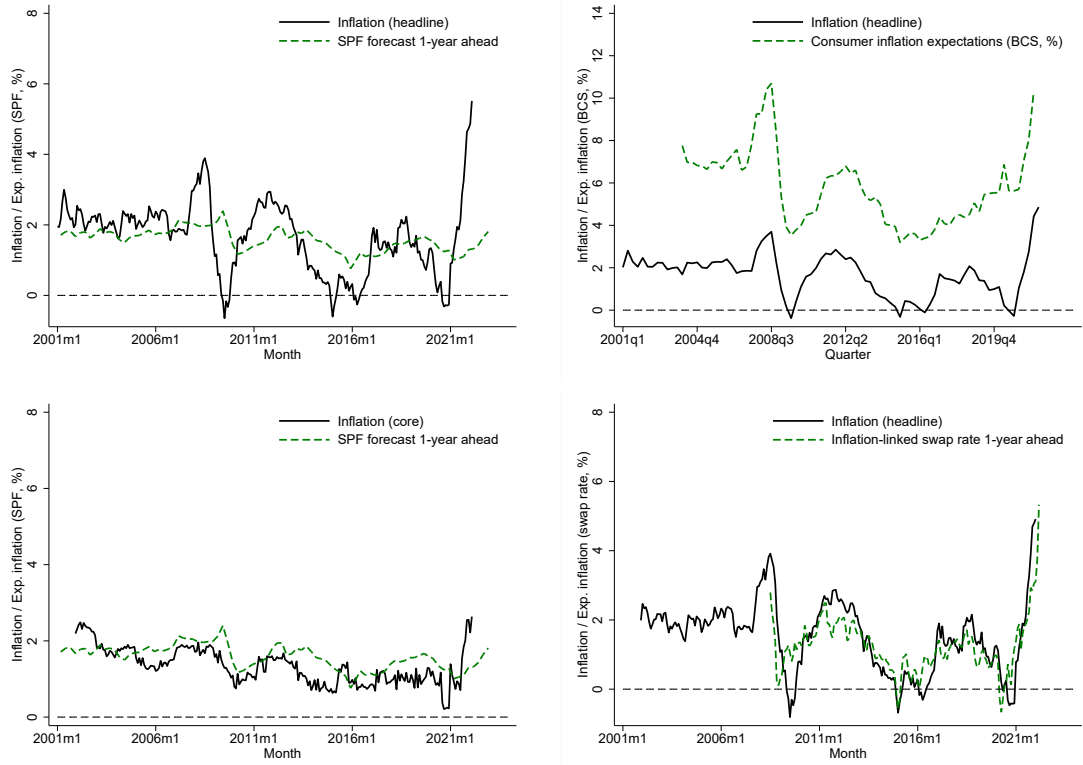 Inflation (headline)
SPF forecast 1-year ahead
Inflation / Exp. inflation (SPF, %)
8
6
4
2
0
2001m1 2006m1 2011m1 2016m1 2021m1
Month
Inflation (headline)
Consumer inflation expectations (BCS, %)
Inflation / Exp. inflation (BCS, %)
14
12
10
8
6
4
2
0
2001q1 2004q4 2008q3 2012q2 2016q1 2019q4
Quarter
Inflation (core)
SPF forecast 1-year ahead
Inflation / Exp. inflation (SPF, %)
8
6
4
2
0
2001m1 2006m1 2011m1 2016m1 2021m1
Month
Inflation (headline)
Inflation-linked swap rate 1-year ahead
Inflation / Exp. inflation (swap rate, %)
8
6
4
2
0
2001m1 2006m1 2011m1 2016m1 2021m1
Month